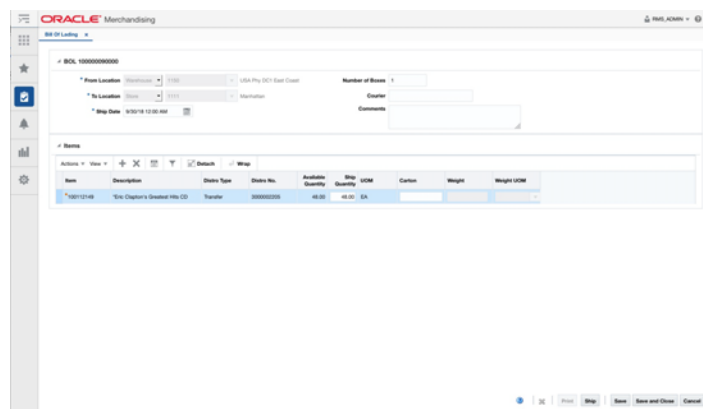 ORACLE® Merchandising
RMS_ADMIN
Bill Of Lading ×
BOL 100000090000
* From Location Warehouse 1150 USA Phy DC1 East Coast
Number of Boxes 1
* To Location Store 1111 Manhattan
Courier
* Ship Date 9/30/18 12:00 AM
Comments
Items
Actions View Detach Wrap
Item Description Distro Type Distro No. Available Quantity Ship Quantity UOM Carton Weight Weight UOM
*100112149 *Eric Clapton's Greatest Hits CD Transfer 48.00 48.00 EA
Print Ship Save Save and Close Cancel